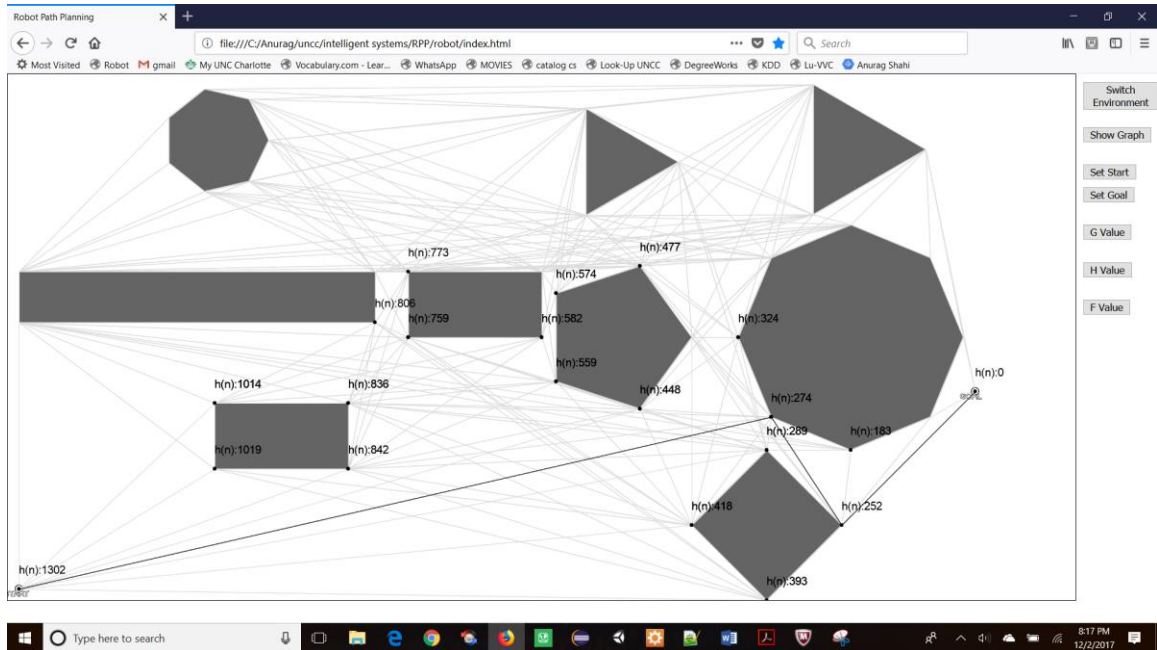 Robot Path Planning
file:///C:/Anurag/uncc/intelligent systems/RPP/robot/index.html
Search
Most Visited Robot gmail My UNC Charlotte Vocabulary.com - Lear... WhatsApp MOVIES catalog cs Look-Up UNCC DegreeWorks KDD Lu-VVC Anurag Shahi
Switch
Environment
Show Graph
Set Start
Set Goal
G Value
H Value
F Value
h(n):773
h(n):477
h(n):574
h(n):806
h(n):759
h(n):582
h(n):324
h(n):559
h(n):0
GOAL
h(n):1014
h(n):836
h(n):448
h(n):274
h(n):289
h(n):183
h(n):1019
h(n):842
h(n):418
h(n):252
h(n):1302
h(n):393
START
Type here to search
8:17 PM
12/2/2017